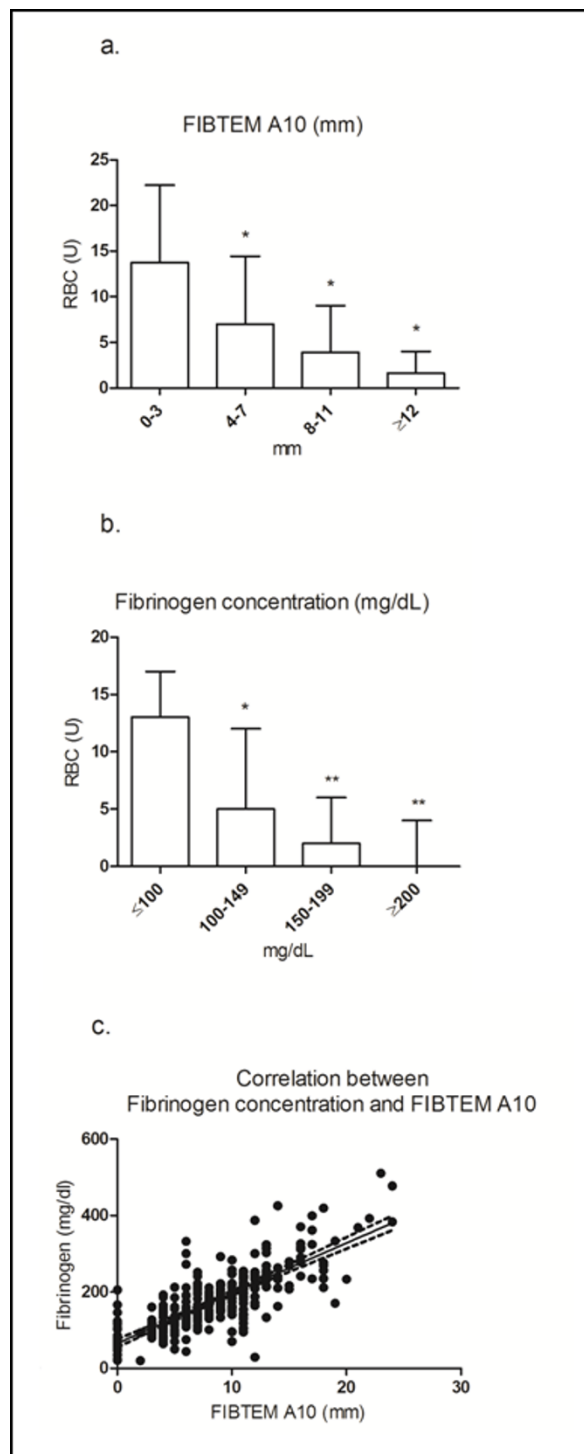 a.
FIBTEM A10 (mm)
25
20
15
10
5
0
RBC (U)
*
*
*
0-3
4-7
8-11
≥12
mm
b.
Fibrinogen concentration (mg/dL)
20
15
10
5
0
RBC (U)
*
**
**
≤100
100-149
150-199
≥200
mg/dL
c.
Correlation between
Fibrinogen concentration and FIBTEM A10
600
400
200
0
Fibrinogen (mg/dl)
0
10
20
30
FIBTEM A10 (mm)